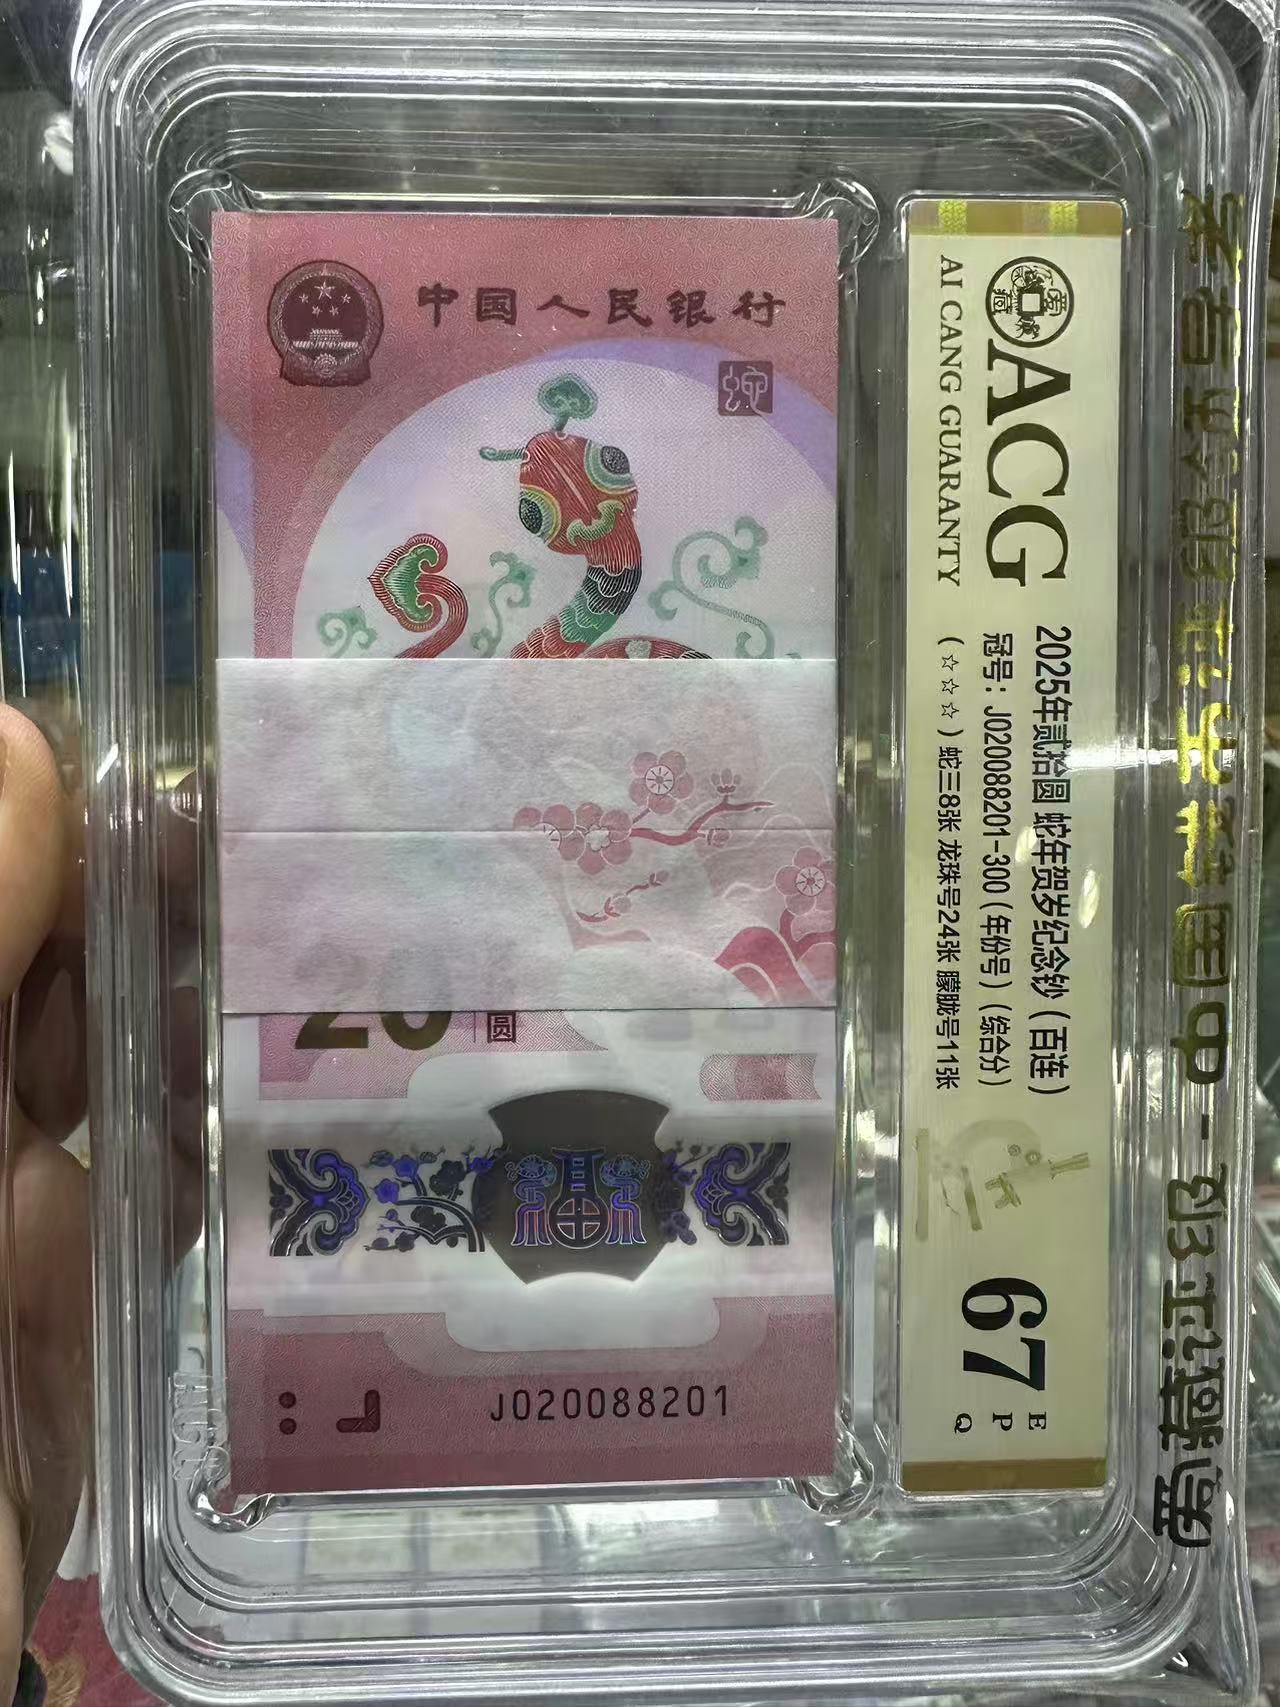 中国人民银行
蛇
20
圆
J020088201
ACG
AI CANG GUARANTY
2025年贰拾圆 蛇年贺岁纪念钞（百连）
冠号：J020088201-300（年份号）（综合分）
（☆☆☆）蛇三8张 龙珠号24张 朦胧号11张
67
E
P
Q